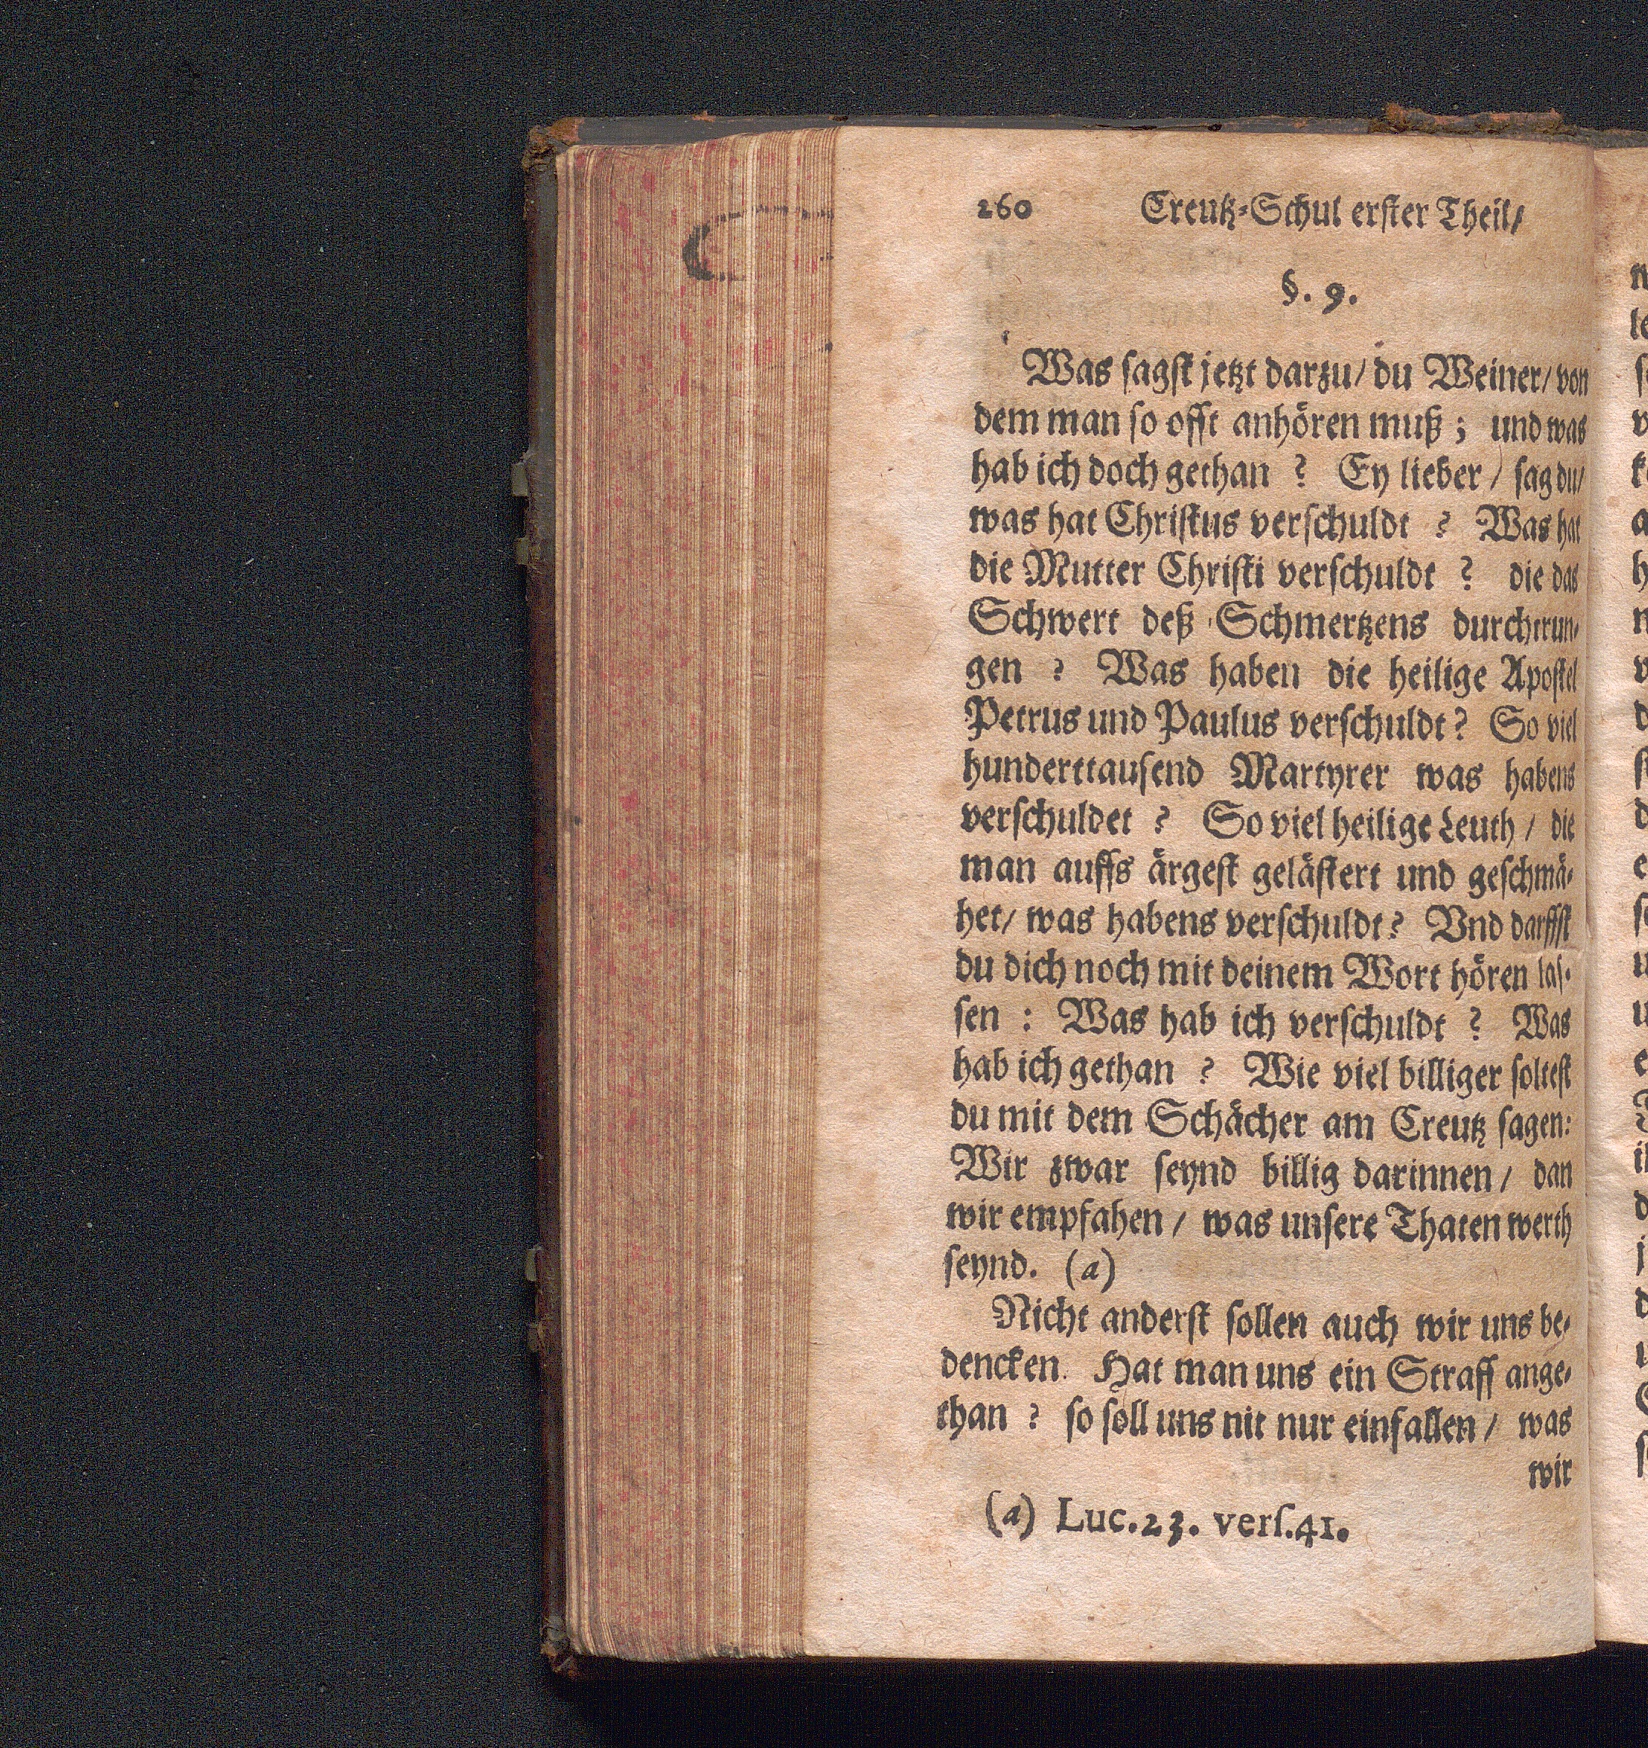 260 Creutz-Schul erster Theil/
§. 9.
Was sagst jetzt darzu/ du Weiner/ von
dem man so offt anhören muß; und was
hab ich doch gethan? Ey lieber/ sag du/
was hat Christus verschuldt? Was hat
die Mutter Christi verschuldt? die das
Schwert deß Schmertzens durchtrun-
gen? Was haben die heilige Apostel
Petrus und Paulus verschuldt? So viel
hunderttausend Martyrer was habens
verschuldet? So viel heilige Leuth/ die
man auffs ärgest gelästert und geschmä-
het/ was habens verschuldt? Vnd darffst
du dich noch mit deinem Wort hören las-
sen: Was hab ich verschuldt? Was
hab ich gethan? Wie viel billiger soltest
du mit dem Schächer am Creutz sagen:
Wir zwar seynd billig darinnen/ dan
wir empfahen/ was unsere Thaten werth
seynd. (a)
Nicht anderst sollen auch wir uns be-
dencken. Hat man uns ein Straff ange-
than? so soll uns nit nur einfallen/ was
wir
(a) Luc. 23. vers. 41.